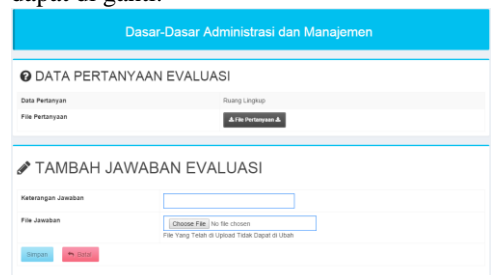 dapat di ganti.
Dasar-Dasar Administrasi dan Manajemen
DATA PERTANYAAN EVALUASI
Data Pertanyan
Ruang Lingkup
File Pertanyaan
File Pertanyaan
TAMBAH JAWABAN EVALUASI
Keterangan Jawaban
File Jawaban
Choose File No file chosen
File Yang Telah di Upload Tidak Dapat di Ubah
Simpan
Batal